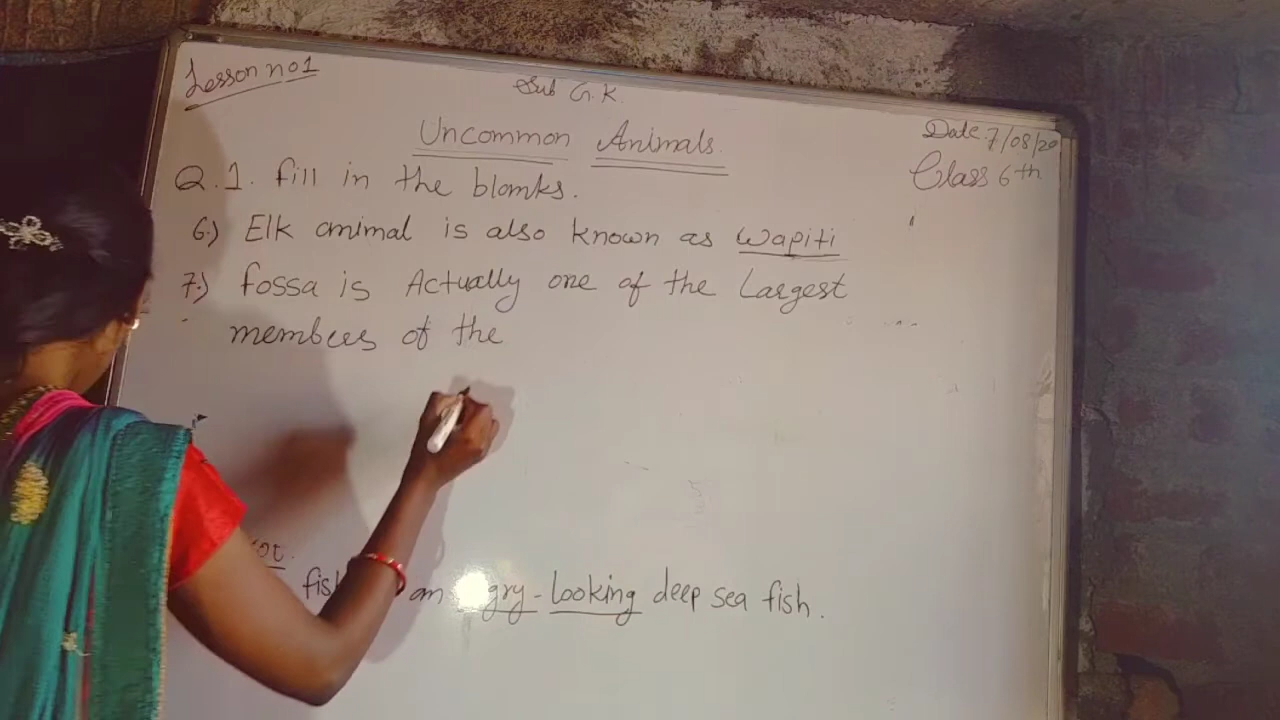 Lesson no 1
Sub G.K.
Uncommon Animals.
Date 7/08/20
Class 6th
Q.1. fill in the blanks.
6.) Elk animal is also known as Wapiti
7.) fossa is Actually one of the Largest
members of the
an gry-looking deep sea fish.